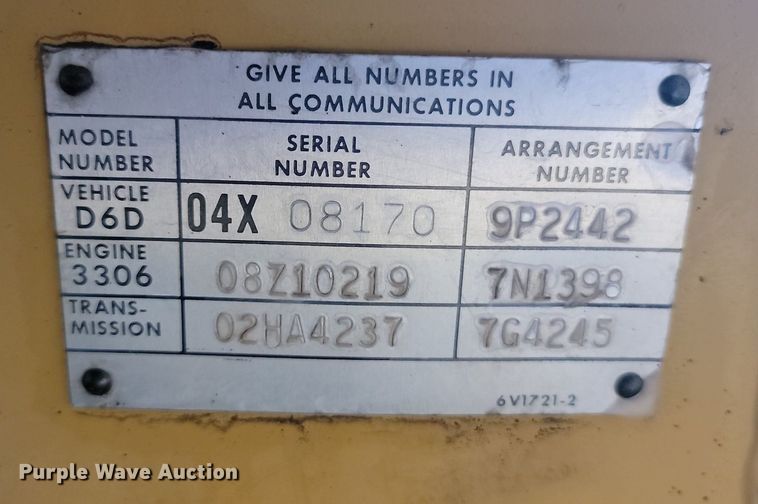 GIVE ALL NUMBERS IN
ALL COMMUNICATIONS
MODEL
NUMBER
SERIAL
NUMBER
ARRANGEMENT
NUMBER
VEHICLE
D6D
04X 08170
9P2442
ENGINE
3306
08Z10219
7N1398
TRANS-
MISSION
02HA4237
7G4245
6V1721-2
Purple Wave Auction